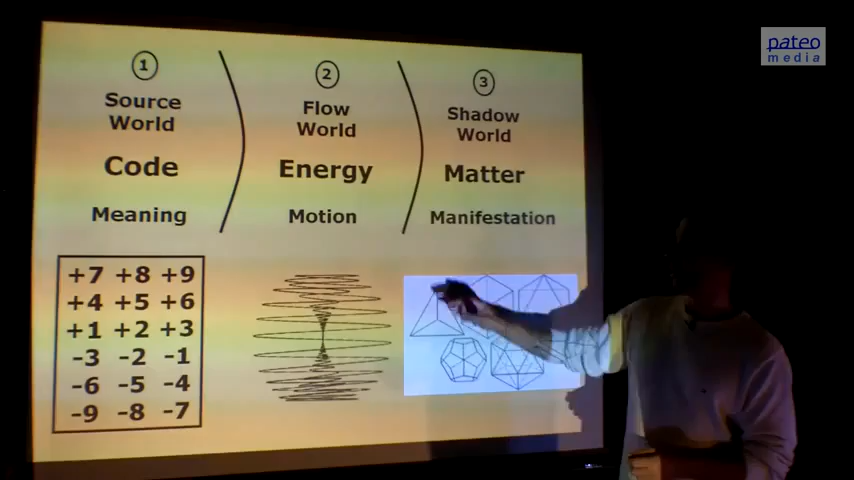 pateo
media
1
Source
World
Code
Meaning
2
Flow
World
Energy
Motion
3
Shadow
World
Matter
Manifestation
+7 +8 +9
+4 +5 +6
+1 +2 +3
-3 -2 -1
-6 -5 -4
-9 -8 -7